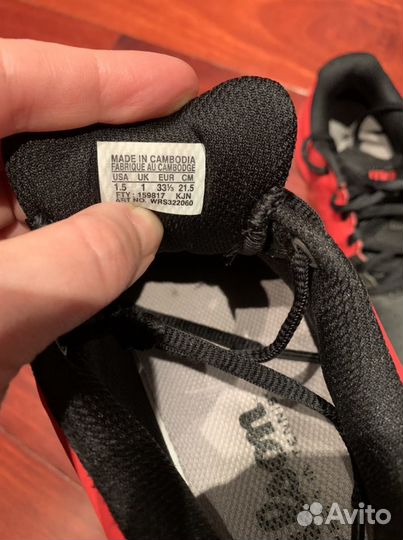 MADE IN CAMBODIA
FABRIQUE AU CAMBODGE
USA UK EUR CM
1.5 1 33½ 21.5
FTY: 159817 KJN
ART NO. WRS322060
Avito